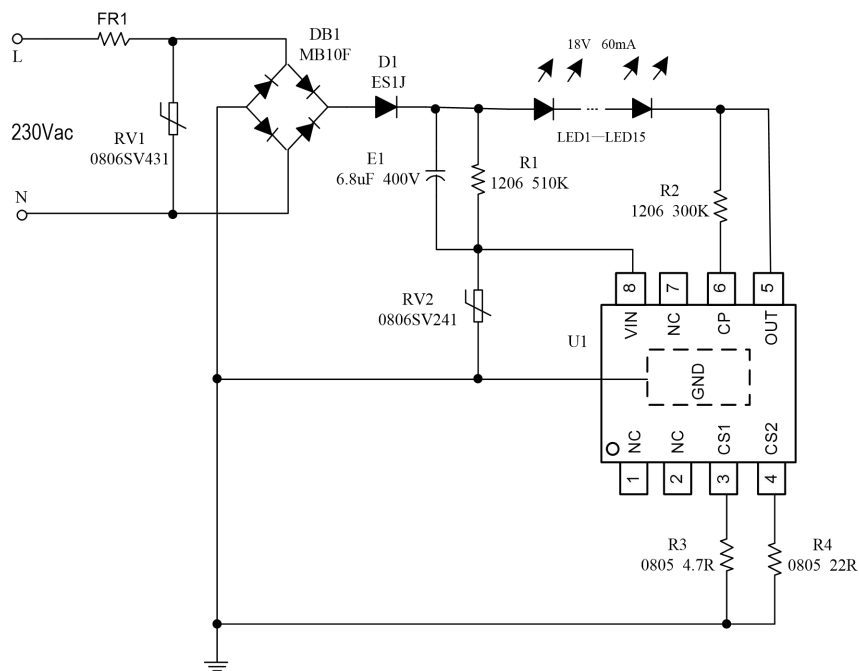 FR1
L
DB1
MB10F
D1
ES1J
18V 60mA
230Vac
RV1
0806SV431
LED1—LED15
E1
6.8uF 400V
R1
1206 510K
R2
1206 300K
N
RV2
0806SV241
8
7
6
5
VIN
NC
CP
OUT
U1
GND
NC
NC
CS1
CS2
1
2
3
4
R3
0805 4.7R
R4
0805 22R